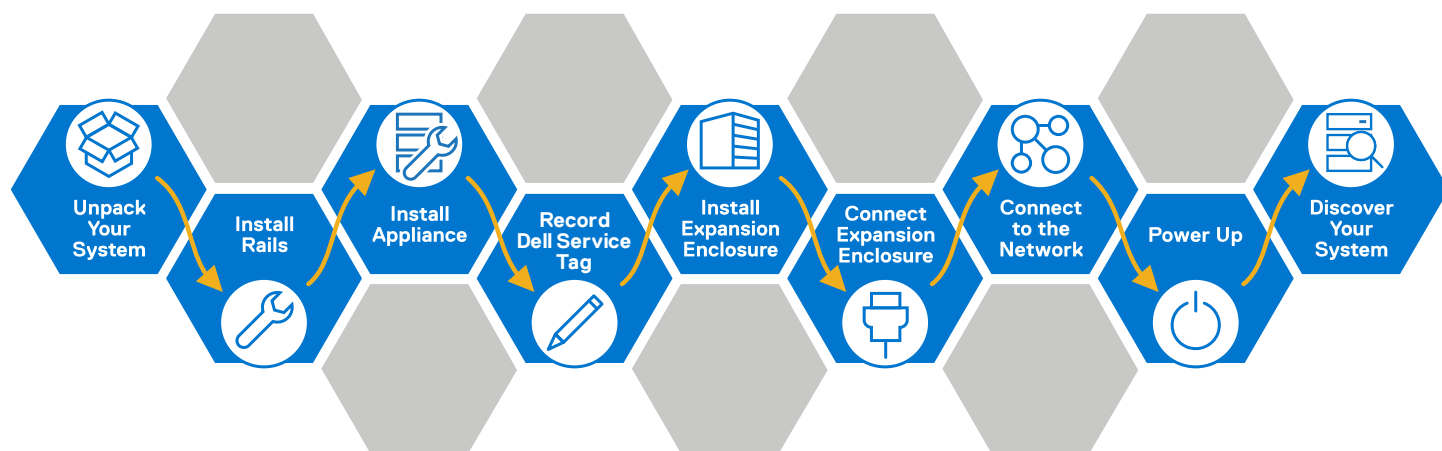 Unpack
Your
System
Install
Rails
Install
Appliance
Record
Dell Service
Tag
Install
Expansion
Enclosure
Connect
Expansion
Enclosure
Connect
to the
Network
Power Up
Discover
Your
System